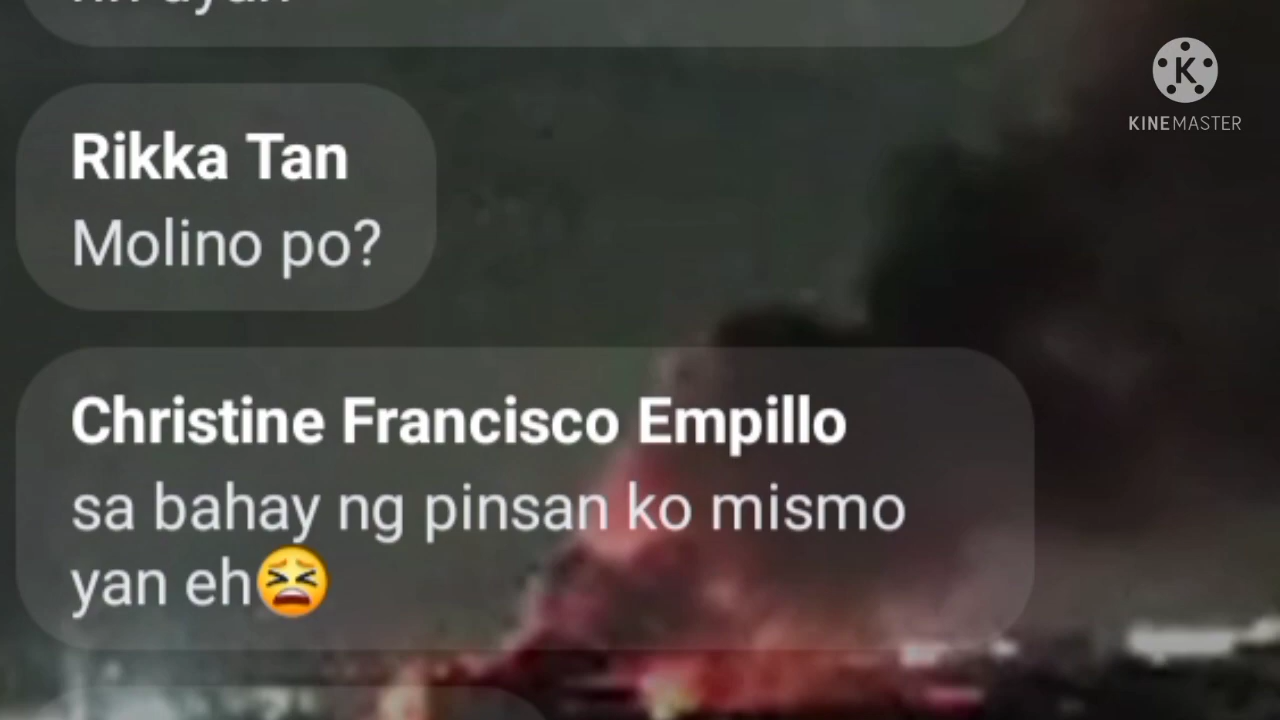 Rikka Tan
Molino po?
Christine Francisco Empillo
sa bahay ng pinsan ko mismo
yan eh😫
KINEMASTER